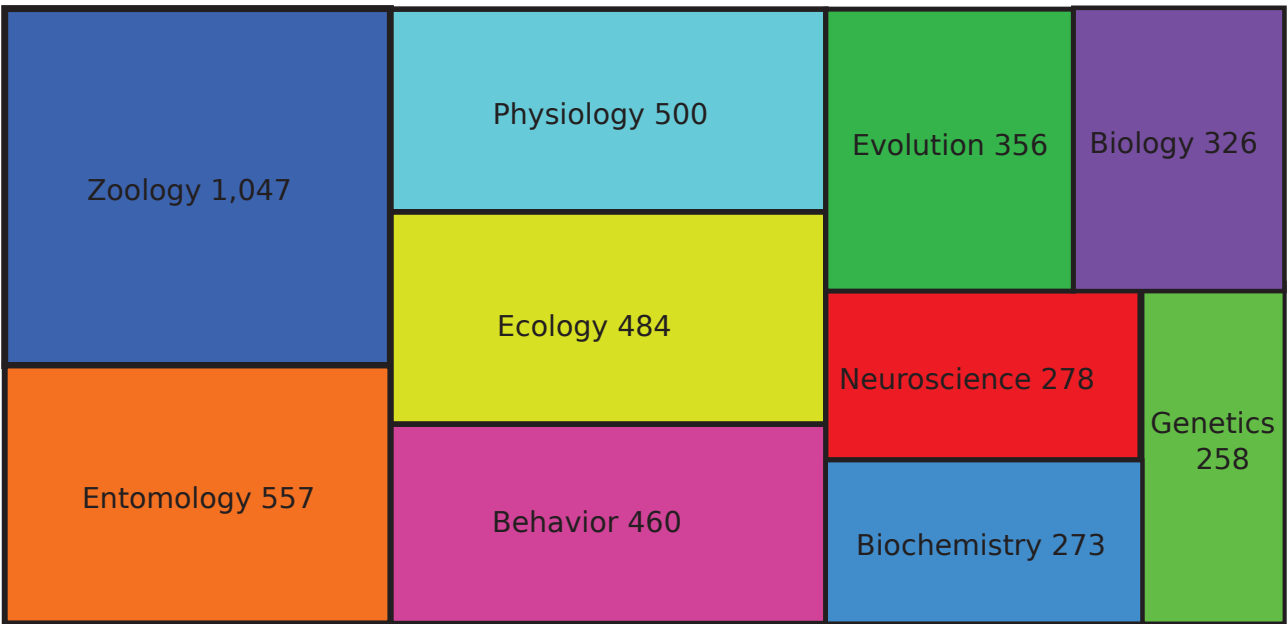 Zoology 1,047
Entomology 557
Physiology 500
Ecology 484
Behavior 460
Evolution 356
Biology 326
Neuroscience 278
Biochemistry 273
Genetics
258